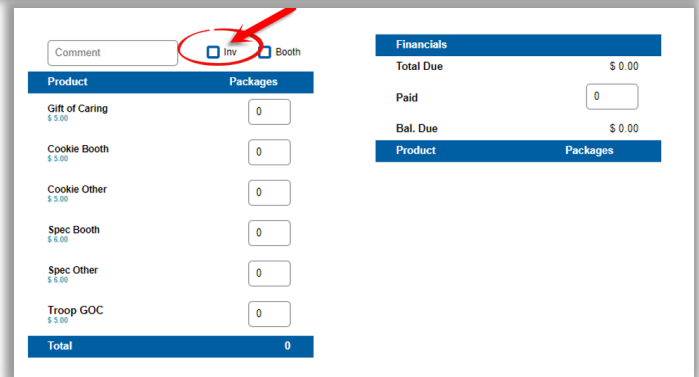 Comment Inv Booth
Product Packages
Gift of Caring 0
$ 5.00
Cookie Booth 0
$ 5.00
Cookie Other 0
$ 5.00
Spec Booth 0
$ 6.00
Spec Other 0
$ 6.00
Troop GOC 0
$ 5.00
Total 0
Financials
Total Due $ 0.00
Paid 0
Bal. Due $ 0.00
Product Packages